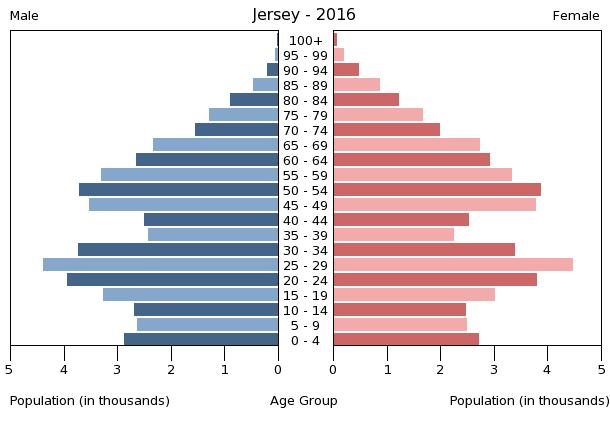 Jersey - 2016
Male
Female
100+
95 - 99
90 - 94
85 - 89
80 - 84
75 - 79
70 - 74
65 - 69
60 - 64
55 - 59
50 - 54
45 - 49
40 - 44
35 - 39
30 - 34
25 - 29
20 - 24
15 - 19
10 - 14
5 - 9
0 - 4
5 4 3 2 1 0 0 1 2 3 4 5
Population (in thousands) Age Group Population (in thousands)